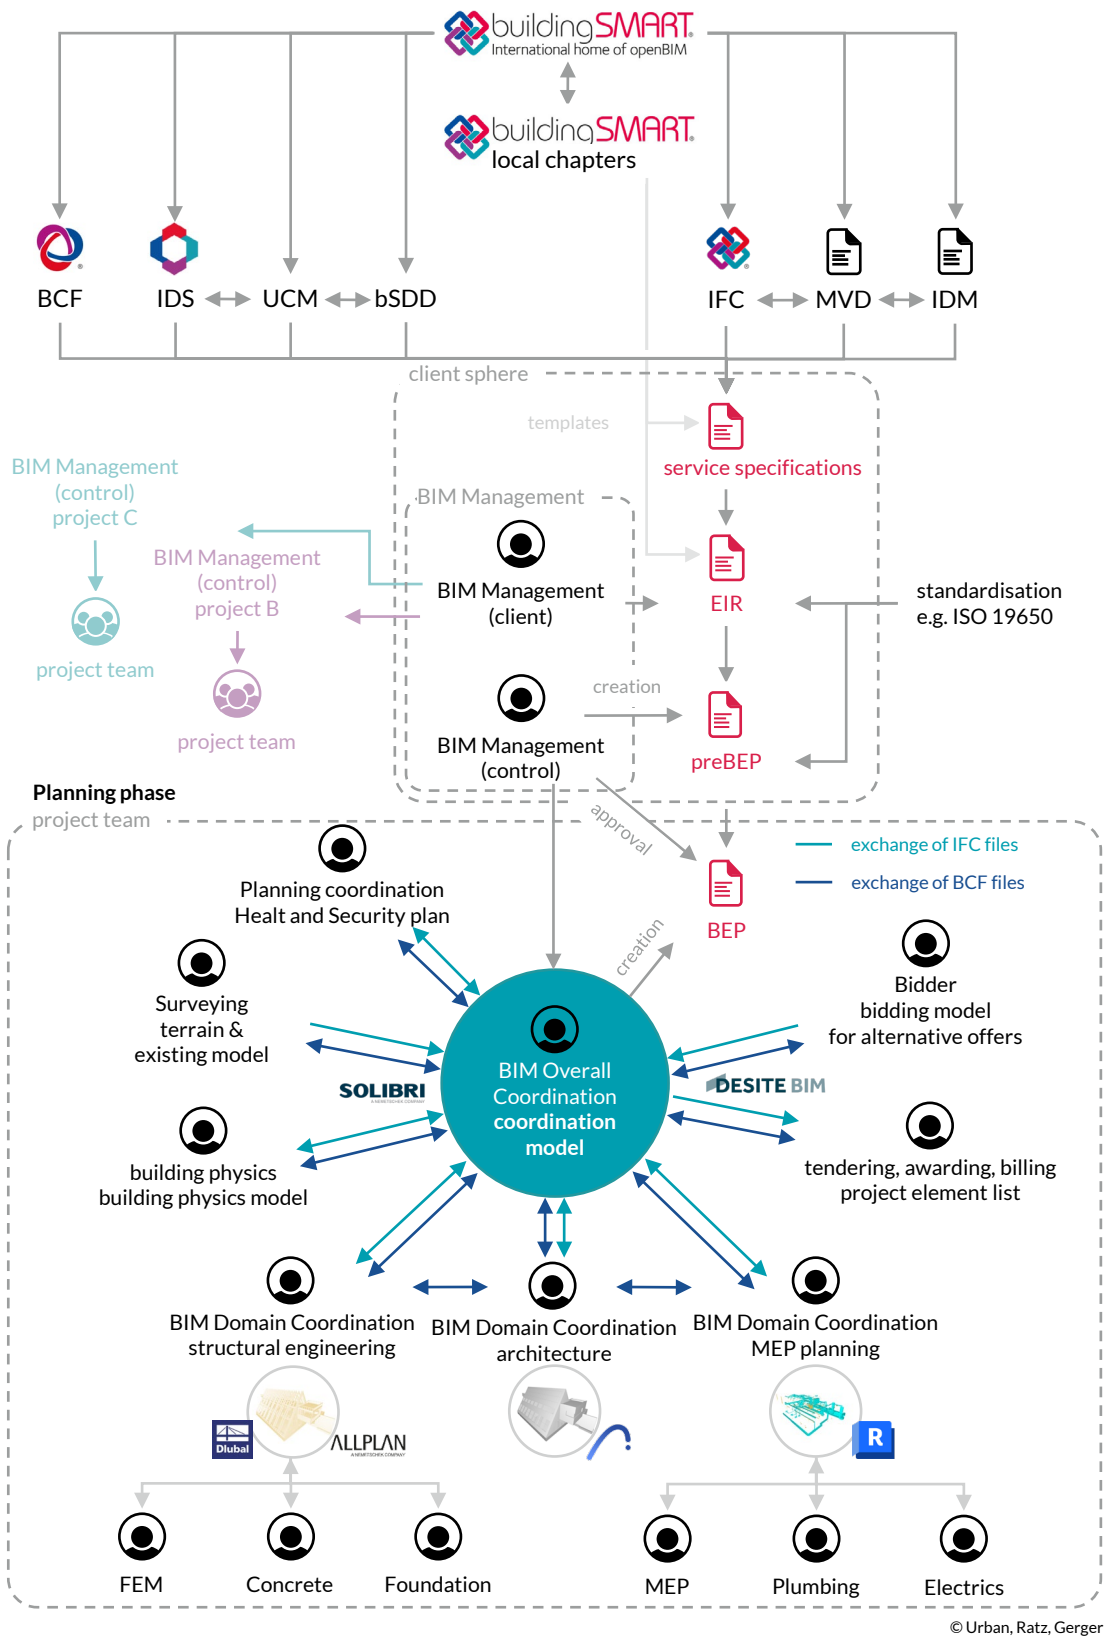 buildingSMART®
International home of openBIM
buildingSMART®
local chapters
BCF
IDS
UCM
bSDD
IFC
MVD
IDM
client sphere
templates
service specifications
BIM Management
(control)
project C
project team
BIM Management
(control)
project B
project team
BIM Management
BIM Management
(client)
EIR
standardisation
e.g. ISO 19650
creation
BIM Management
(control)
preBEP
Planning phase
project team
approval
exchange of IFC files
exchange of BCF files
BEP
creation
Planning coordination
Healt and Security plan
Surveying
terrain &
existing model
Bidder
bidding model
for alternative offers
BIM Overall
Coordination
coordination
model
SOLIBRI
A NEMETSCHEK COMPANY
DESITE BIM
building physics
building physics model
tendering, awarding, billing
project element list
BIM Domain Coordination
structural engineering
BIM Domain Coordination
architecture
BIM Domain Coordination
MEP planning
Dlubal
ALLPLAN
A NEMETSCHEK COMPANY
R
FEM
Concrete
Foundation
MEP
Plumbing
Electrics
© Urban, Ratz, Gerger